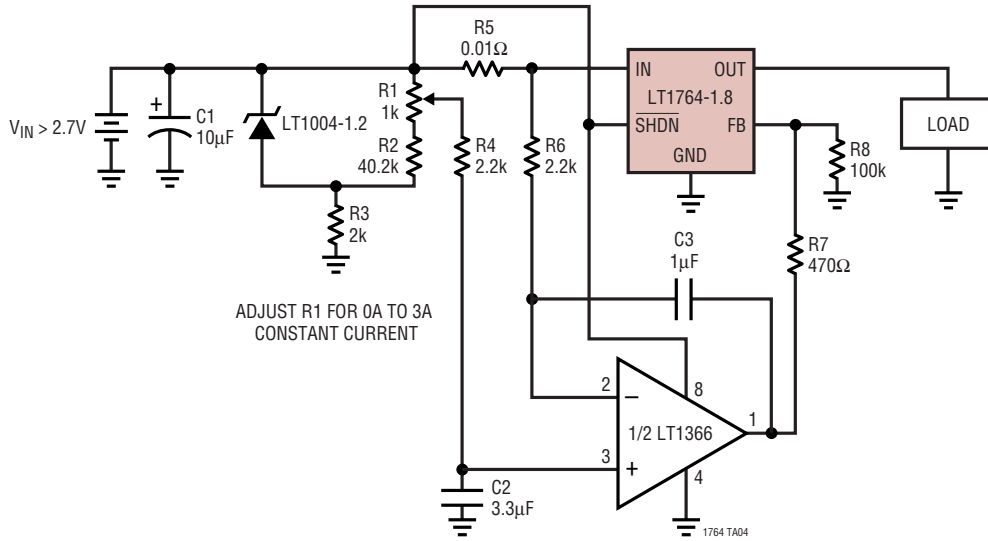 R5
0.01Ω
R1
1k
IN
OUT
LT1764-1.8
SHDN
FB
GND
VIN > 2.7V
+
C1
10µF
LT1004-1.2
R2
40.2k
R4
2.2k
R6
2.2k
LOAD
R8
100k
R3
2k
C3
1µF
R7
470Ω
ADJUST R1 FOR 0A TO 3A
CONSTANT CURRENT
2
–
8
1/2 LT1366
1
3
+
4
C2
3.3µF
1764 TA04